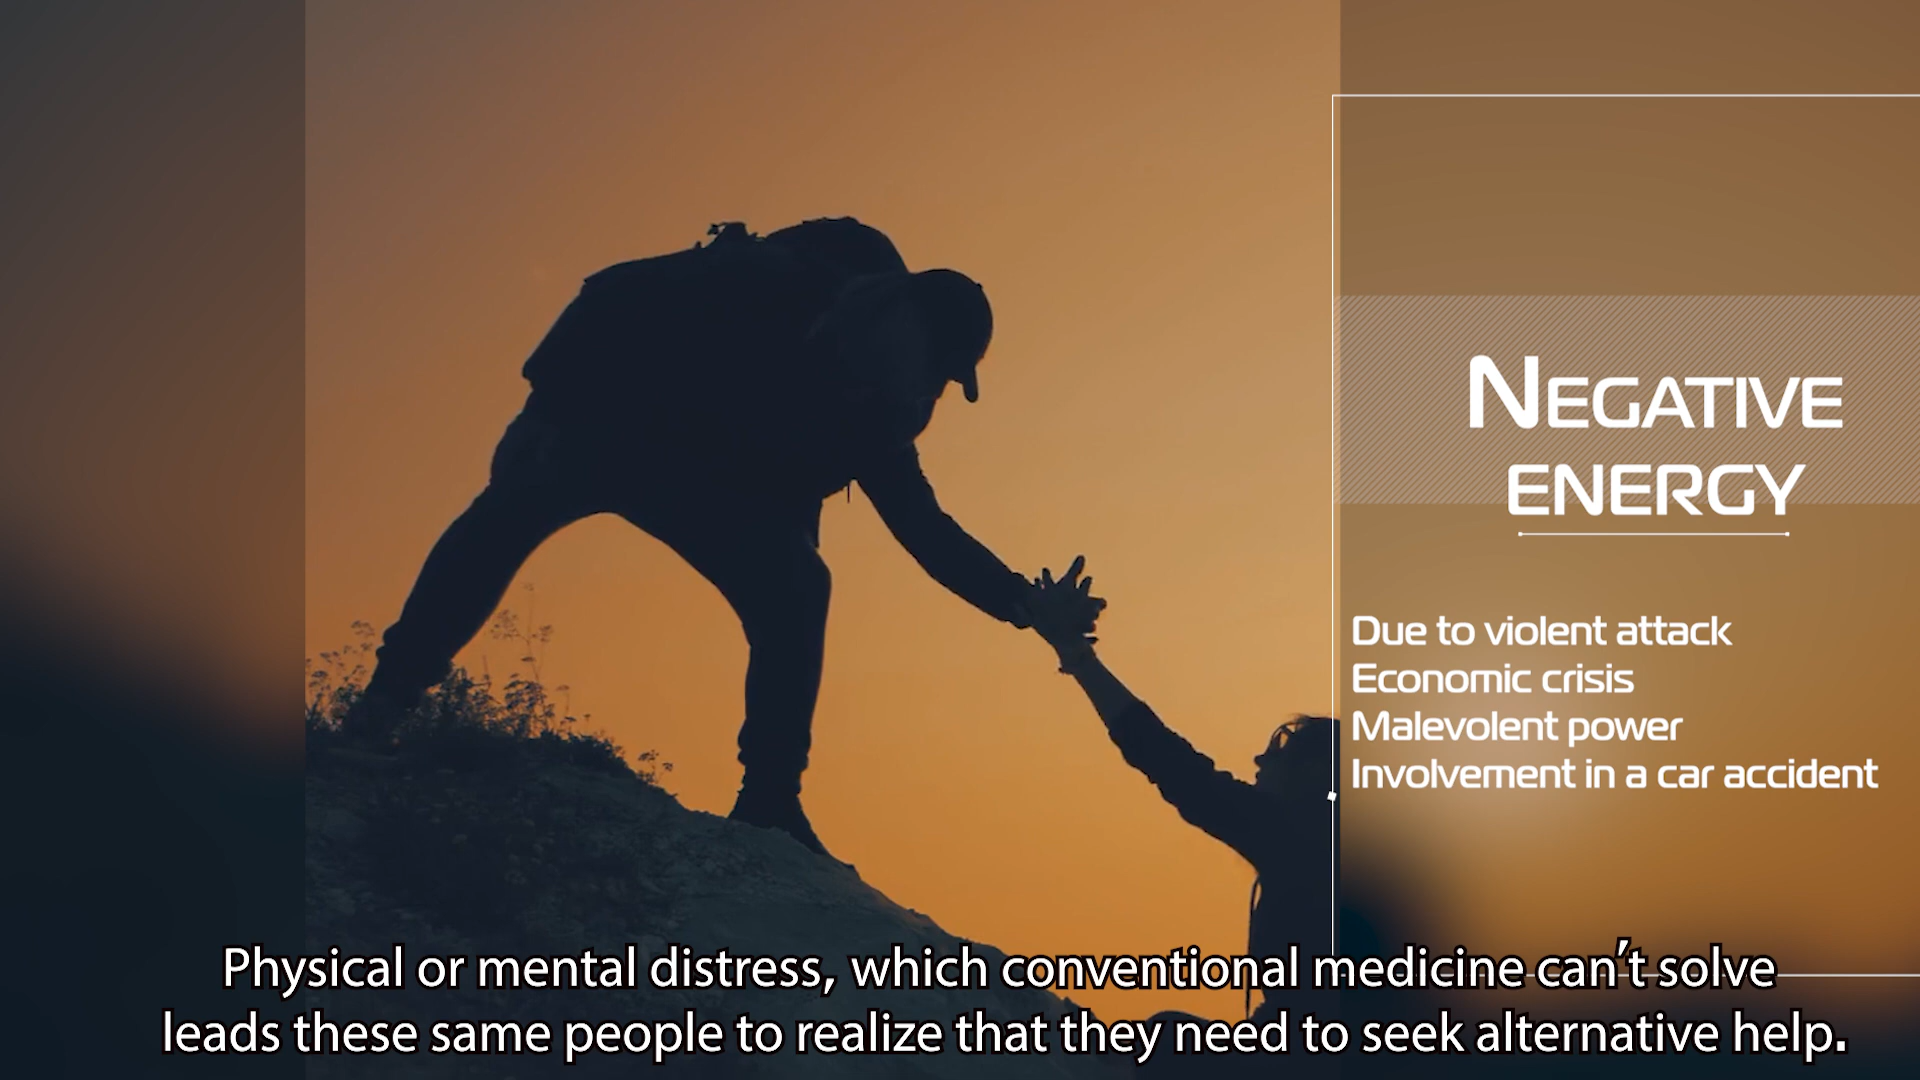 Negative
energy
Due to violent attack
Economic crisis
Malevolent power
Involvement in a car accident
Physical or mental distress, which conventional medicine can't solve
leads these same people to realize that they need to seek alternative help.